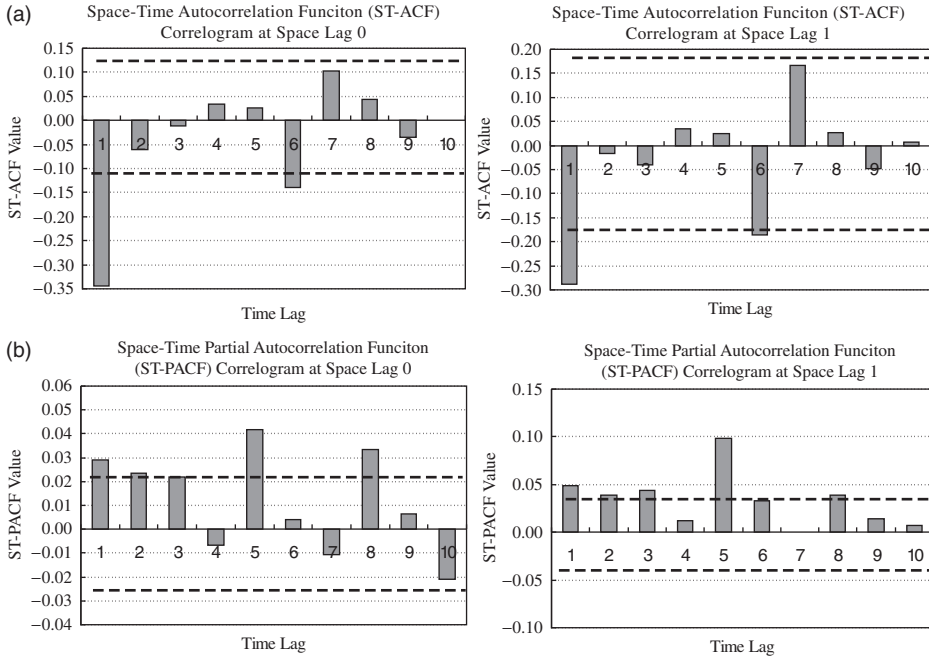 (a)
Space-Time Autocorrelation Funciton (ST-ACF)
Correlogram at Space Lag 0
ST-ACF Value
0.15
0.10
0.05
0.00
−0.05
−0.10
−0.15
−0.20
−0.25
−0.30
−0.35
1 2 3 4 5 6 7 8 9 10
Time Lag
Space-Time Autocorrelation Funciton (ST-ACF)
Correlogram at Space Lag 1
ST-ACF Value
0.20
0.15
0.10
0.05
0.00
−0.05
−0.10
−0.15
−0.20
−0.25
−0.30
1 2 3 4 5 6 7 8 9 10
Time Lag
(b)
Space-Time Partial Autocorrelation Funciton
(ST-PACF) Correlogram at Space Lag 0
ST-PACF Value
0.06
0.05
0.04
0.03
0.02
0.01
0.00
−0.01
−0.02
−0.03
−0.04
1 2 3 4 5 6 7 8 9 10
Time Lag
Space-Time Partial Autocorrelation Funciton
(ST-PACF) Correlogram at Space Lag 1
ST-PACF Value
0.15
0.10
0.05
0.00
−0.05
−0.10
1 2 3 4 5 6 7 8 9 10
Time Lag